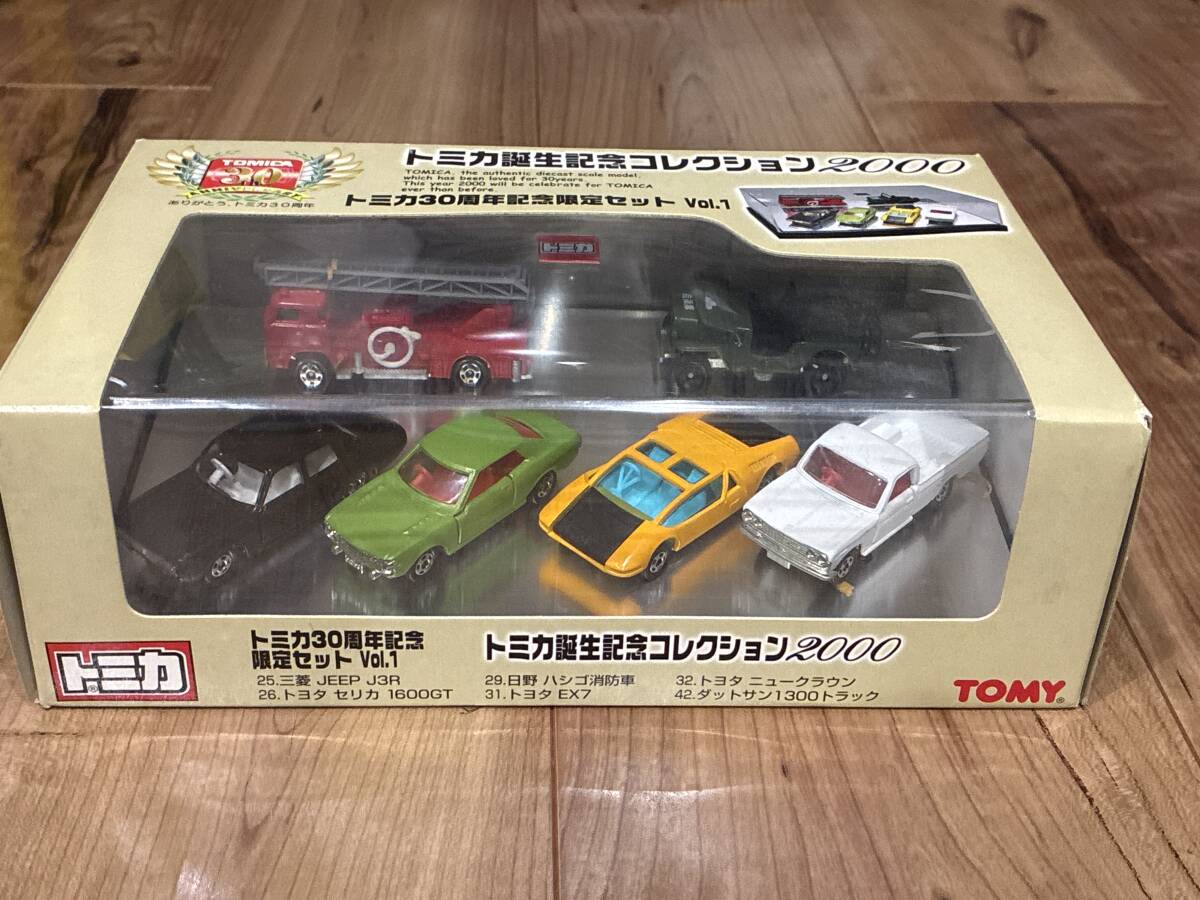 TOMICA
30
ありがとう、トミカ30周年
トミカ誕生記念コレクション2000
TOMICA, the authentic diecast scale model,
which has been loved for 30years.
This year 2000 will be celebrate for TOMICA
ever than before.
トミカ30周年記念限定セット Vol.1
トミカ
トミカ®
トミカ30周年記念
限定セット Vol.1
トミカ誕生記念コレクション2000
25.三菱 JEEP J3R
26.トヨタ セリカ 1600GT
29.日野 ハシゴ消防車
31.トヨタ EX7
32.トヨタ ニュークラウン
42.ダットサン1300トラック
TOMY®